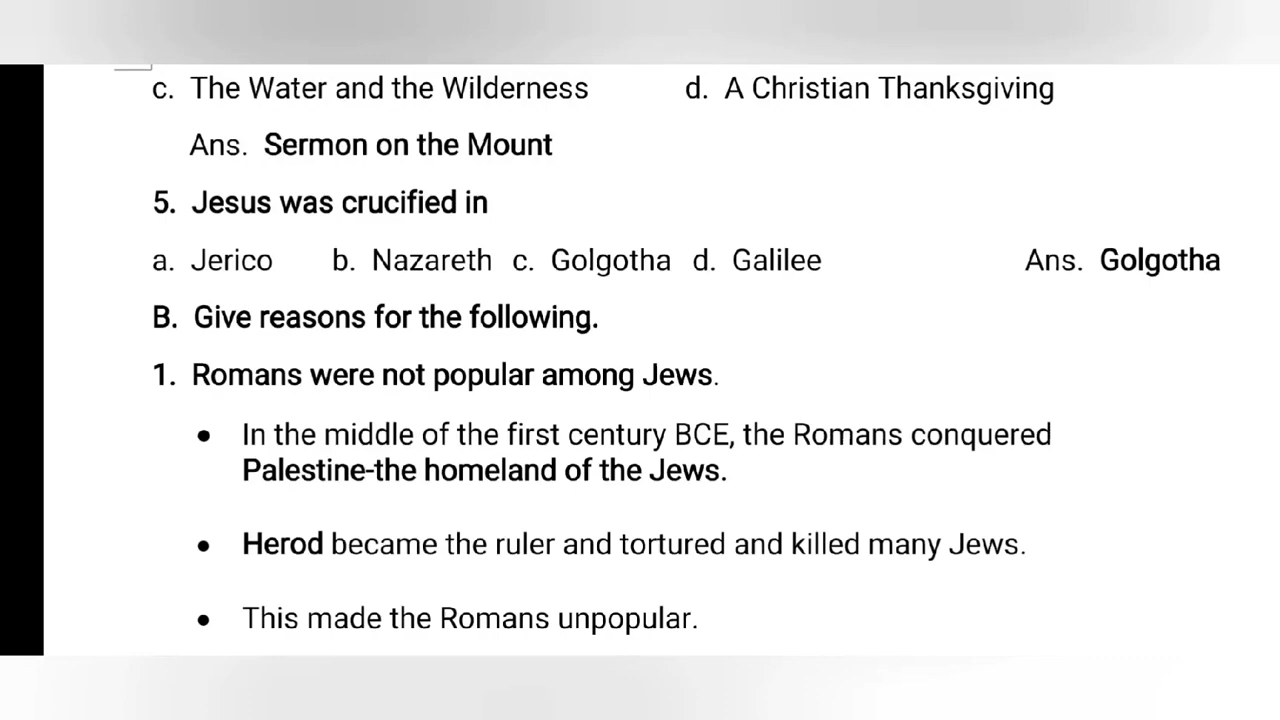 c. The Water and the Wilderness d. A Christian Thanksgiving
Ans. Sermon on the Mount
5. Jesus was crucified in
a. Jerico b. Nazareth c. Golgotha d. Galilee Ans. Golgotha
B. Give reasons for the following.
1. Romans were not popular among Jews.
• In the middle of the first century BCE, the Romans conquered
Palestine-the homeland of the Jews.
• Herod became the ruler and tortured and killed many Jews.
• This made the Romans unpopular.